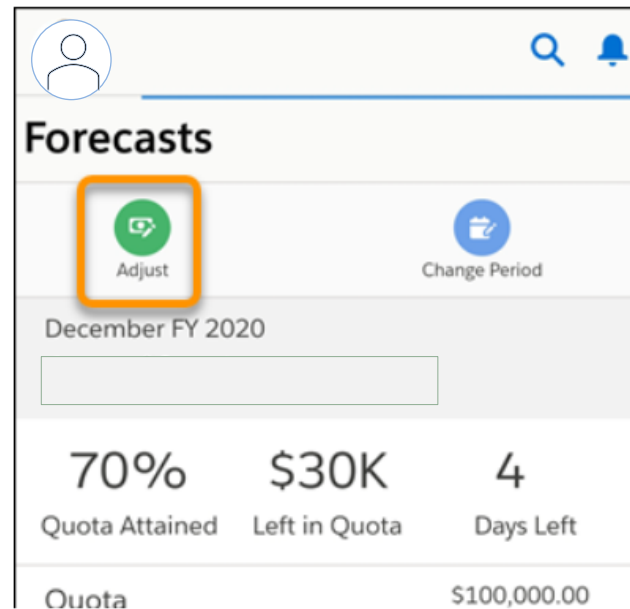 Forecasts
Adjust
Change Period
December FY 2020
70%
$30K
4
Quota Attained
Left in Quota
Days Left
Quota
$100,000.00